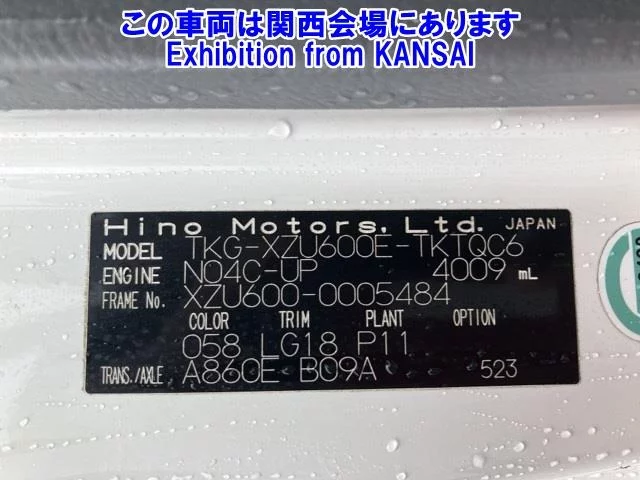 この車両は関西会場にあります
Exhibition from KANSAI
Hino Motors, Ltd. JAPAN
MODEL TKG-XZU600E-TKTQC6
ENGINE N04C-UP 4009 mL
FRAME No. XZU600-0005484
COLOR TRIM PLANT OPTION
058 LG18 P11
TRANS./AXLE A860E B09A 523